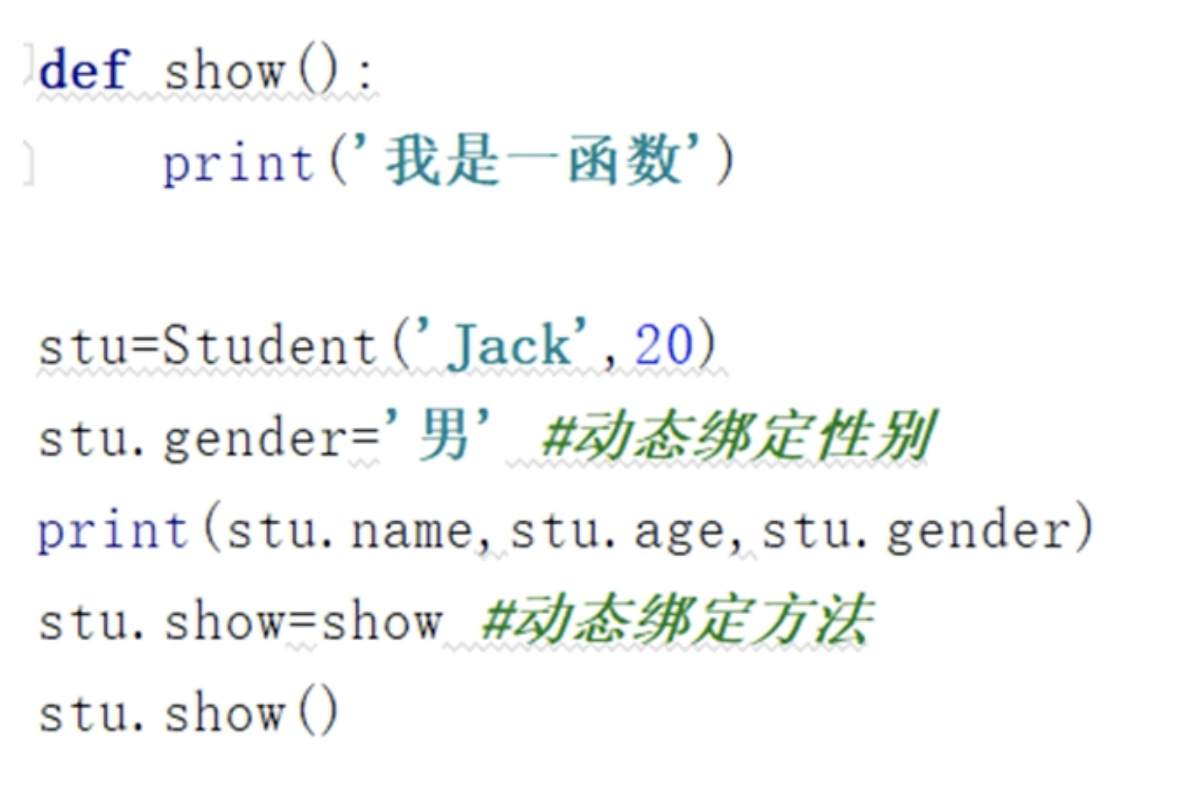 def show():
    print('我是一函数')
stu=Student('Jack',20)
stu.gender='男' #动态绑定性别
print(stu.name,stu.age,stu.gender)
stu.show=show #动态绑定方法
stu.show()